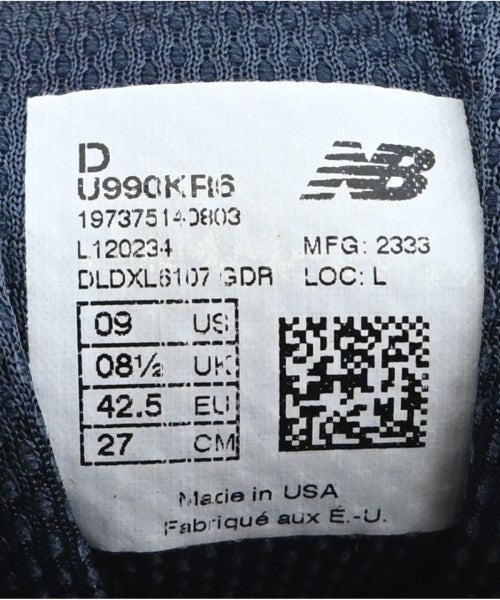 D
NB
U990KR6
197375140803
L120234 MFG: 2333
DLDXL6107 GDR LOC: L
09 US
08½ UK
42.5 EU
27 CM
Made in USA
Fabriqué aux É.-U.